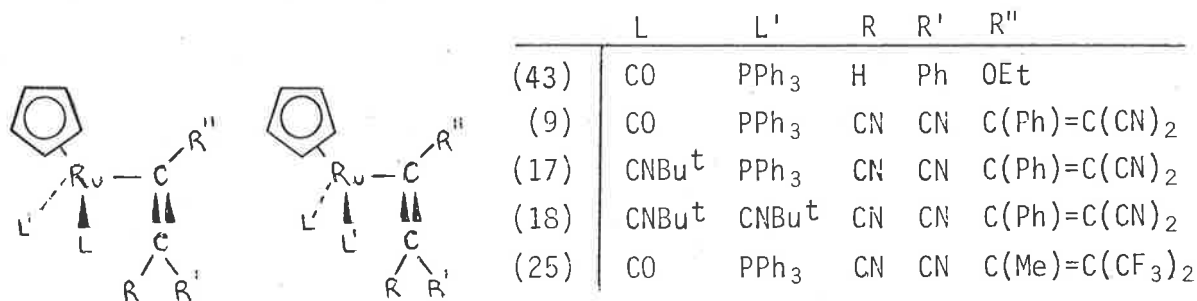 L L' R R' R"
(43) CO PPh₃ H Ph OEt
(9) CO PPh₃ CN CN C(Ph)=C(CN)₂
(17) CNBuᵗ PPh₃ CN CN C(Ph)=C(CN)₂
(18) CNBuᵗ CNBuᵗ CN CN C(Ph)=C(CN)₂
(25) CO PPh₃ CN CN C(Me)=C(CF₃)₂
R"
Ru C
L' L C
R R'
R"
Ru C
L L' C
R R'